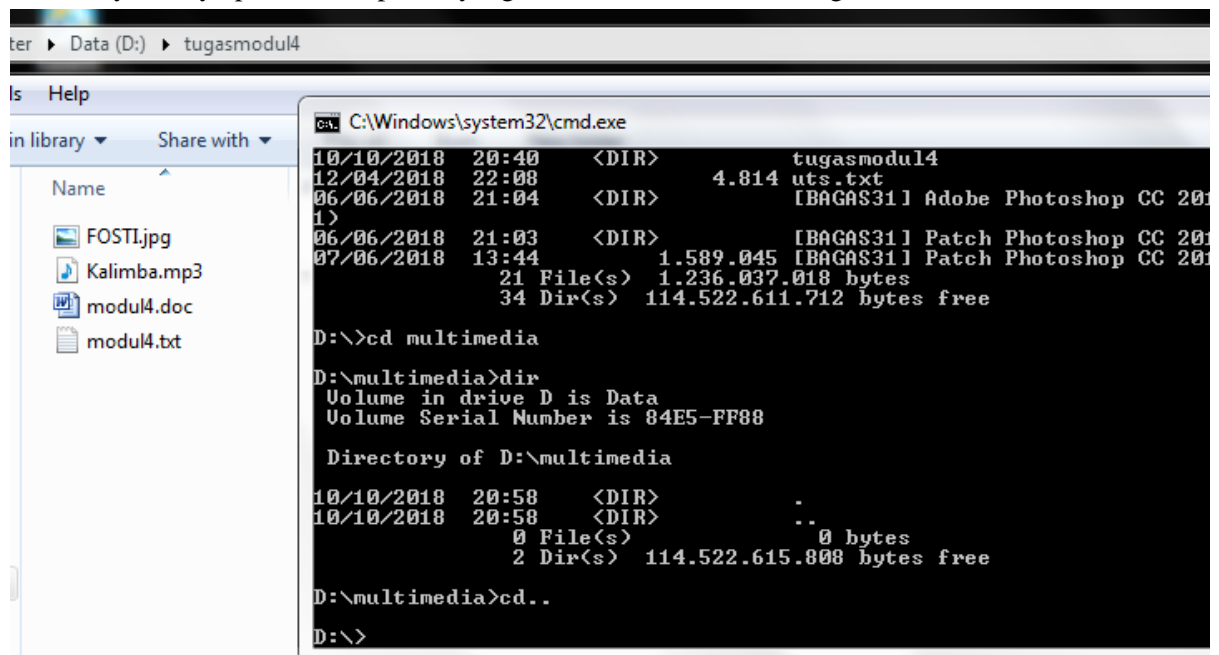 ter ▸ Data (D:) ▸ tugasmodul4
ls Help
in library ▾ Share with ▾
Name
FOSTI.jpg
Kalimba.mp3
modul4.doc
modul4.txt
C:\Windows\system32\cmd.exe
10/10/2018 20:40 <DIR> tugasmodul4
12/04/2018 22:08 4.814 uts.txt
06/06/2018 21:04 <DIR> [BAGAS31] Adobe Photoshop CC 201
1)
06/06/2018 21:03 <DIR> [BAGAS31] Patch Photoshop CC 201
07/06/2018 13:44 1.589.045 [BAGAS31] Patch Photoshop CC 201
21 File(s) 1.236.037.018 bytes
34 Dir(s) 114.522.611.712 bytes free
D:\>cd multimedia
D:\multimedia>dir
Volume in drive D is Data
Volume Serial Number is 84E5-FF88
Directory of D:\multimedia
10/10/2018 20:58 <DIR> .
10/10/2018 20:58 <DIR> ..
0 File(s) 0 bytes
2 Dir(s) 114.522.615.808 bytes free
D:\multimedia>cd..
D:\>